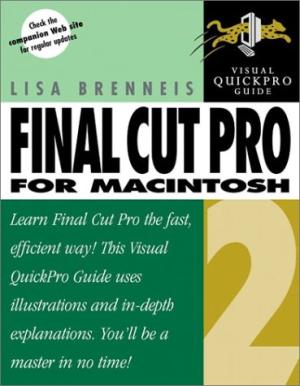 Check the
companion Web site
for regular updates
VISUAL
QUICKPRO
GUIDE
LISA BRENNEIS
FINAL CUT PRO
FOR MACINTOSH
2
Learn Final Cut Pro the fast,
efficient way! This Visual
QuickPro Guide uses
illustrations and in-depth
explanations. You'll be a
master in no time!